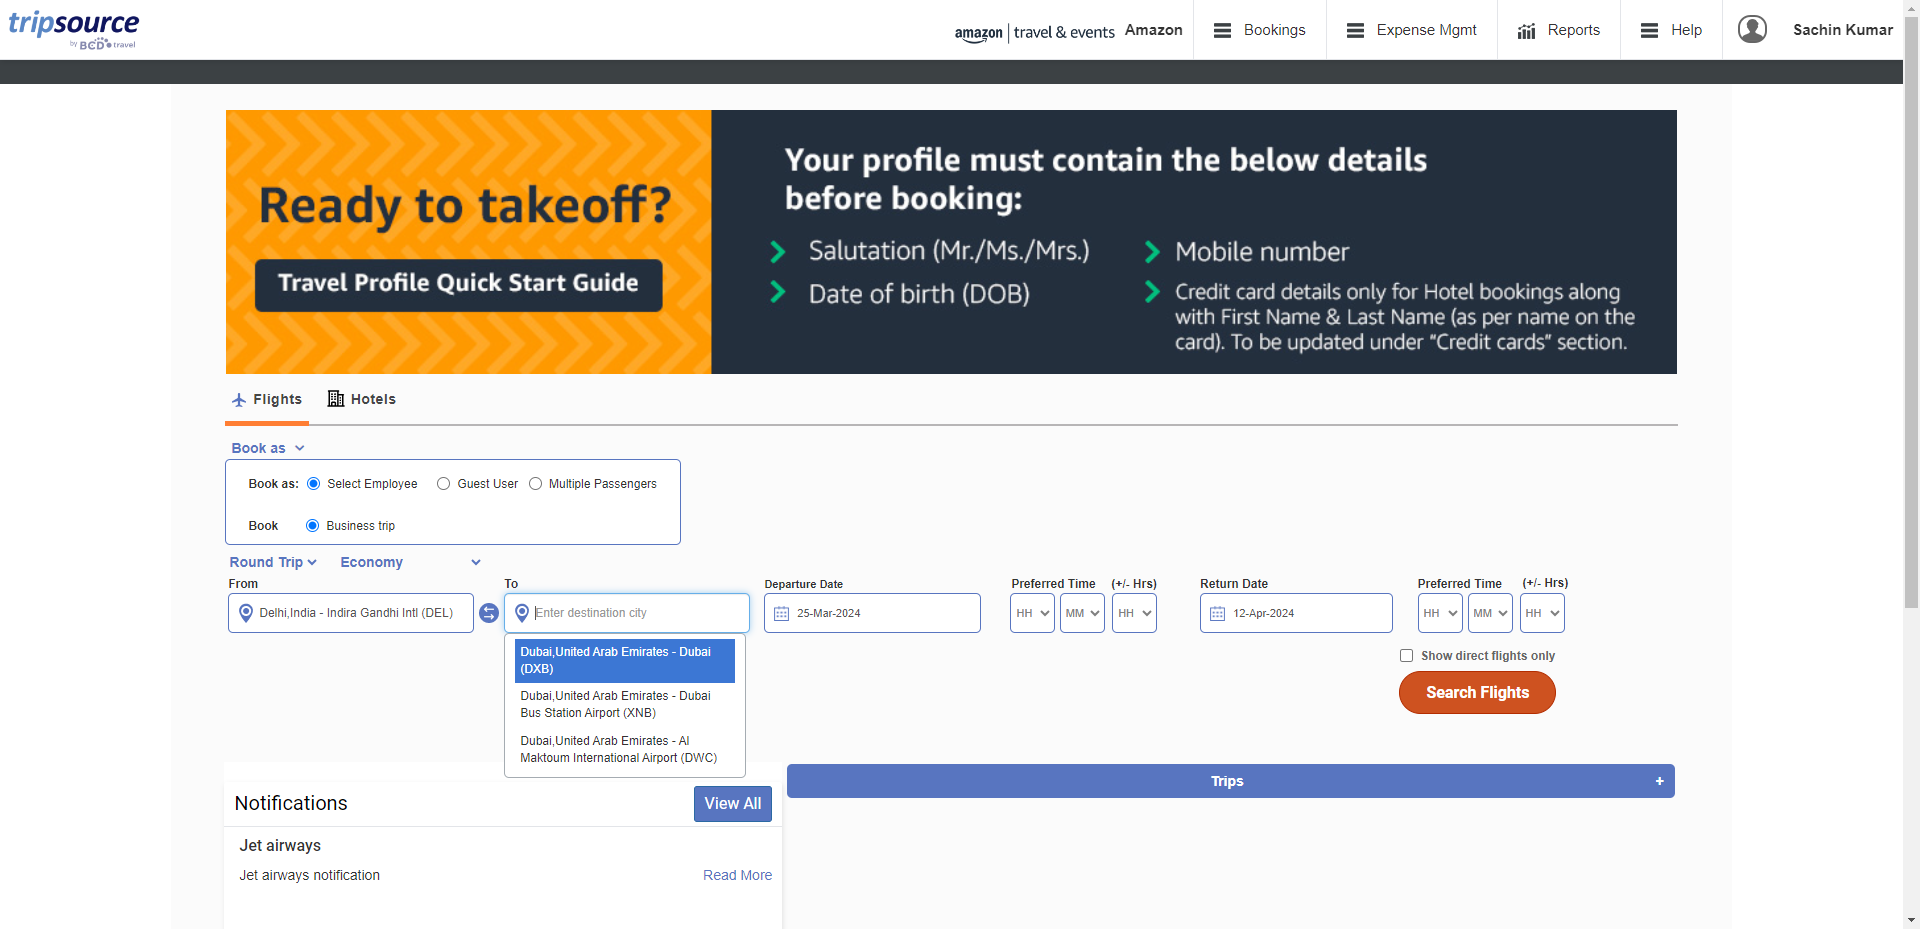 tripsource
by BCD travel
amazon | travel & events Amazon
Bookings
Expense Mgmt
Reports
Help
Sachin Kumar
Ready to takeoff?
Travel Profile Quick Start Guide
Your profile must contain the below details
before booking:
Salutation (Mr./Ms./Mrs.)
Date of birth (DOB)
Mobile number
Credit card details only for Hotel bookings along
with First Name & Last Name (as per name on the
card). To be updated under "Credit cards" section.
Flights
Hotels
Book as
Book as: Select Employee Guest User Multiple Passengers
Book Business trip
Round Trip Economy
From To Departure Date Preferred Time (+/- Hrs) Return Date Preferred Time (+/- Hrs)
Delhi,India - Indira Gandhi Intl (DEL) Enter destination city 25-Mar-2024 HH MM HH 12-Apr-2024 HH MM HH
Dubai,United Arab Emirates - Dubai
(DXB)
Dubai,United Arab Emirates - Dubai
Bus Station Airport (XNB)
Dubai,United Arab Emirates - Al
Maktoum International Airport (DWC)
Show direct flights only
Search Flights
Trips +
Notifications View All
Jet airways
Jet airways notification Read More